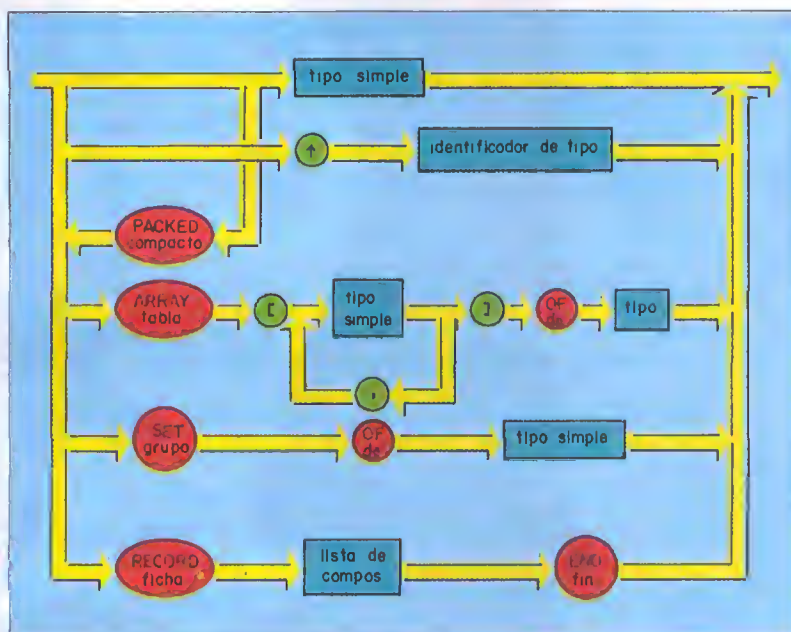 tipo simple
↑
identificador de tipo
PACKED
compacto
ARRAY
tabla
[
tipo
simple
]
OF
de
tipo
,
SET
grupo
OF
de
tipo simple
RECORD
ficha
lista de
campos
END
fin